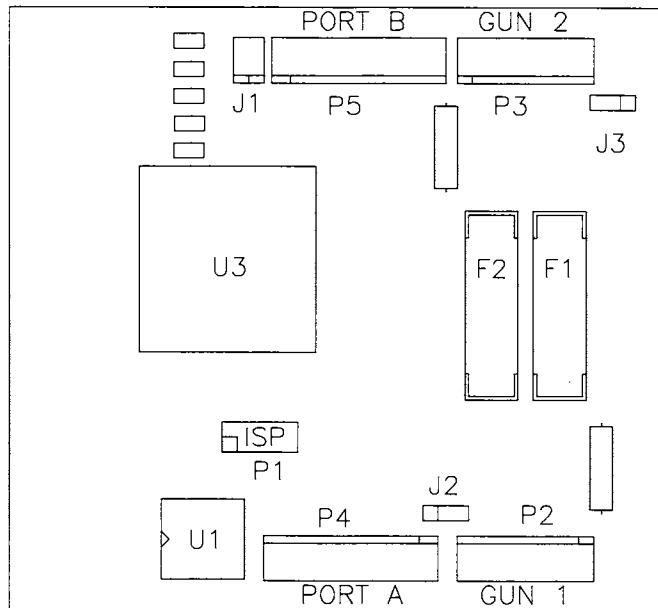 PORT B GUN 2
J1 P5 P3
J3
U3 F2 F1
ISP
P1
J2
P4 P2
U1
PORT A GUN 1